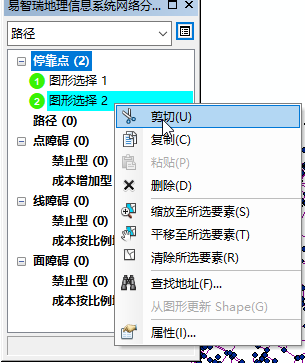 易智瑞地理信息系统网络分...
路径
停靠点 (2)
1 图形选择 1
2 图形选择 2
路径 (0)
点障碍 (0)
禁止型 (0)
成本增加型
线障碍 (0)
禁止型 (0)
成本按比例
面障碍 (0)
禁止型 (0)
成本按比例
剪切(U)
复制(C)
粘贴(P)
删除(D)
缩放至所选要素(S)
平移至所选要素(T)
清除所选要素(R)
查找地址(F)...
从图形更新 Shape(G)
属性(I)...